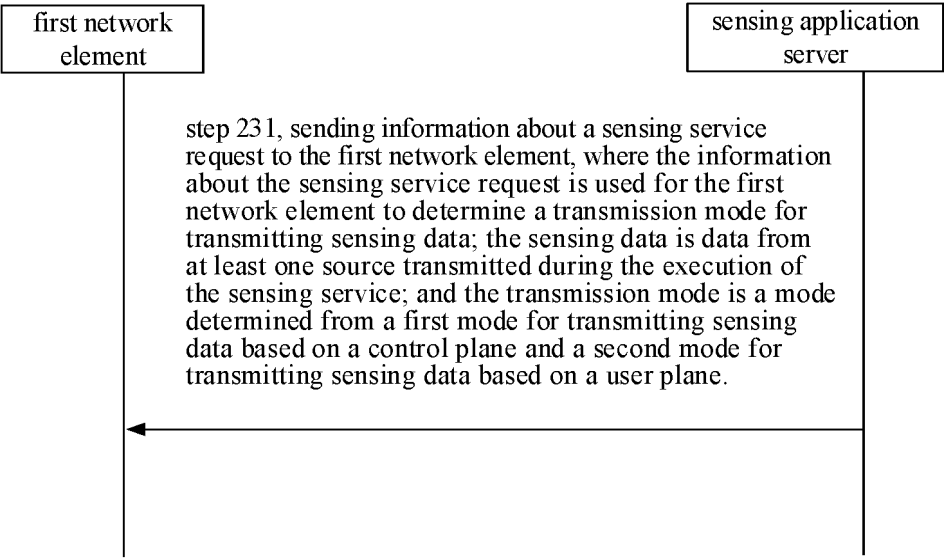 first network
element
sensing application
server
step 231, sending information about a sensing service
request to the first network element, where the information
about the sensing service request is used for the first
network element to determine a transmission mode for
transmitting sensing data; the sensing data is data from
at least one source transmitted during the execution of
the sensing service; and the transmission mode is a mode
determined from a first mode for transmitting sensing
data based on a control plane and a second mode for
transmitting sensing data based on a user plane.